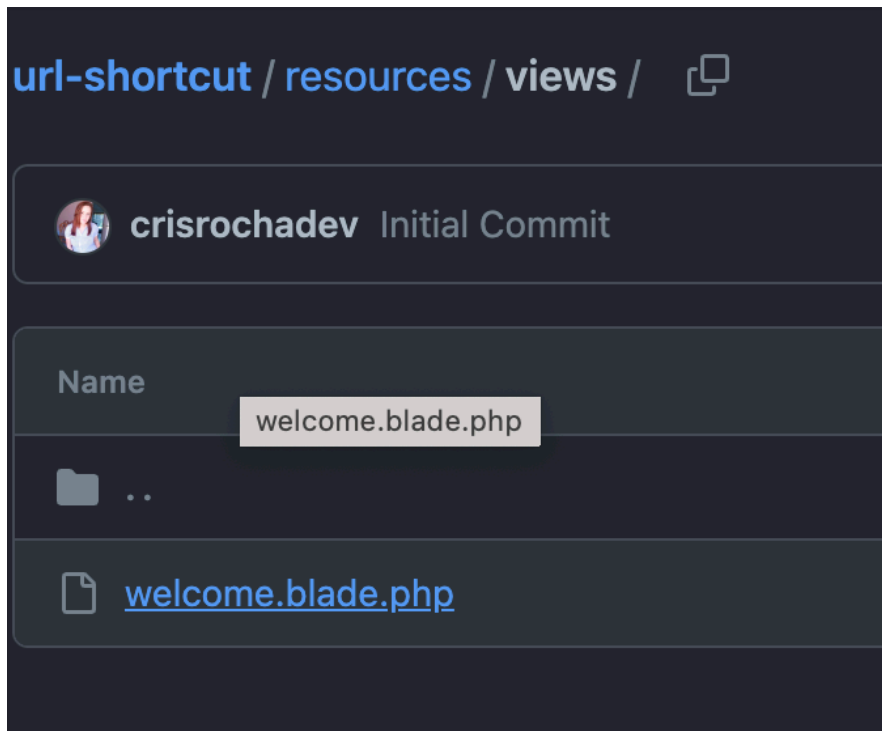 url-shortcut / resources / views /
crisrochadev Initial Commit
Name
welcome.blade.php
..
welcome.blade.php